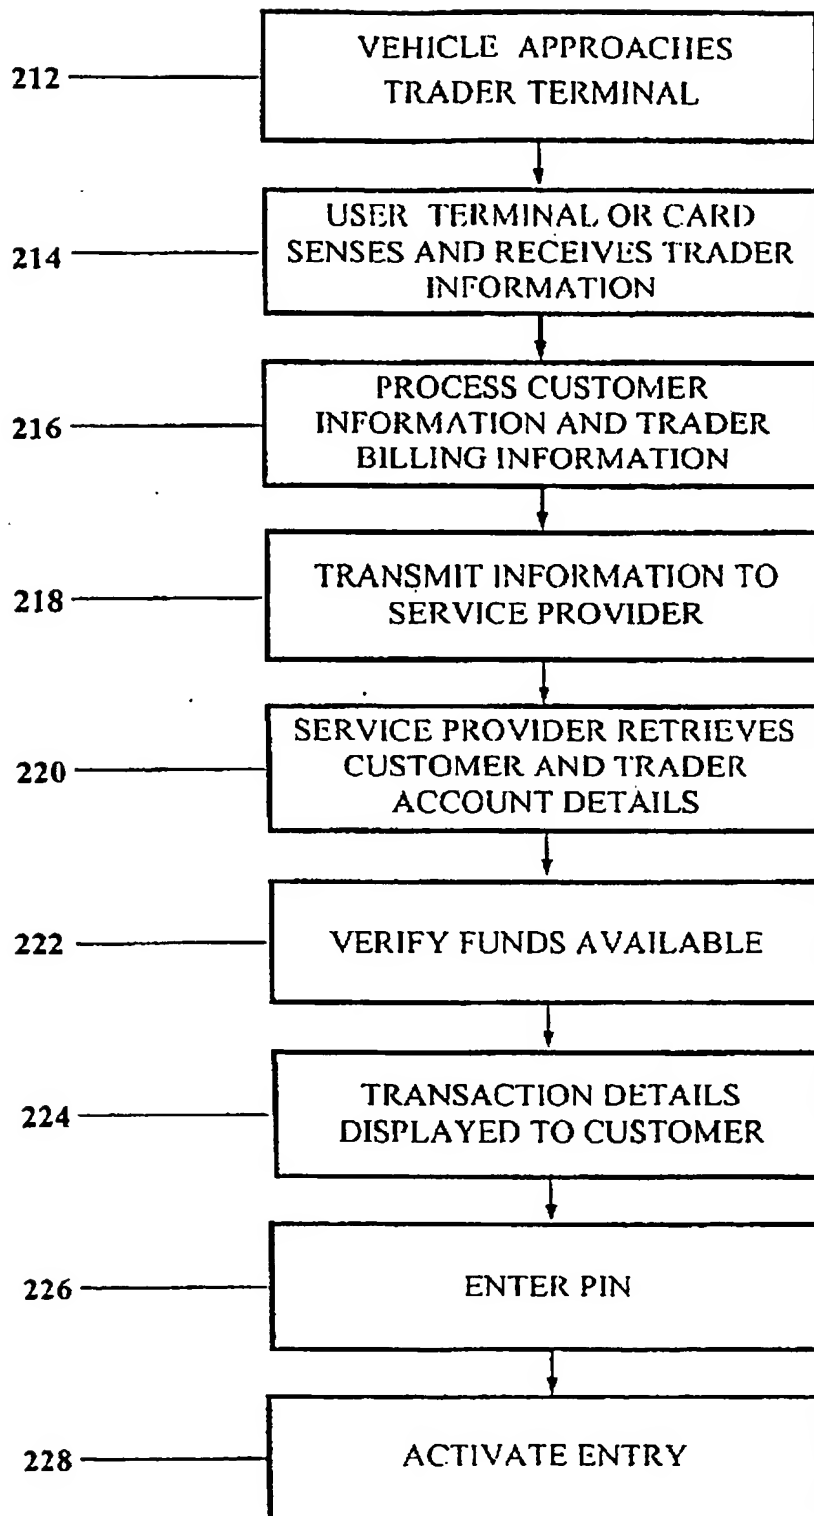 212
VEHICLE APPROACHES
TRADER TERMINAL
214
USER TERMINAL OR CARD
SENSES AND RECEIVES TRADER
INFORMATION
216
PROCESS CUSTOMER
INFORMATION AND TRADER
BILLING INFORMATION
218
TRANSMIT INFORMATION TO
SERVICE PROVIDER
220
SERVICE PROVIDER RETRIEVES
CUSTOMER AND TRADER
ACCOUNT DETAILS
222
VERIFY FUNDS AVAILABLE
224
TRANSACTION DETAILS
DISPLAYED TO CUSTOMER
226
ENTER PIN
228
ACTIVATE ENTRY